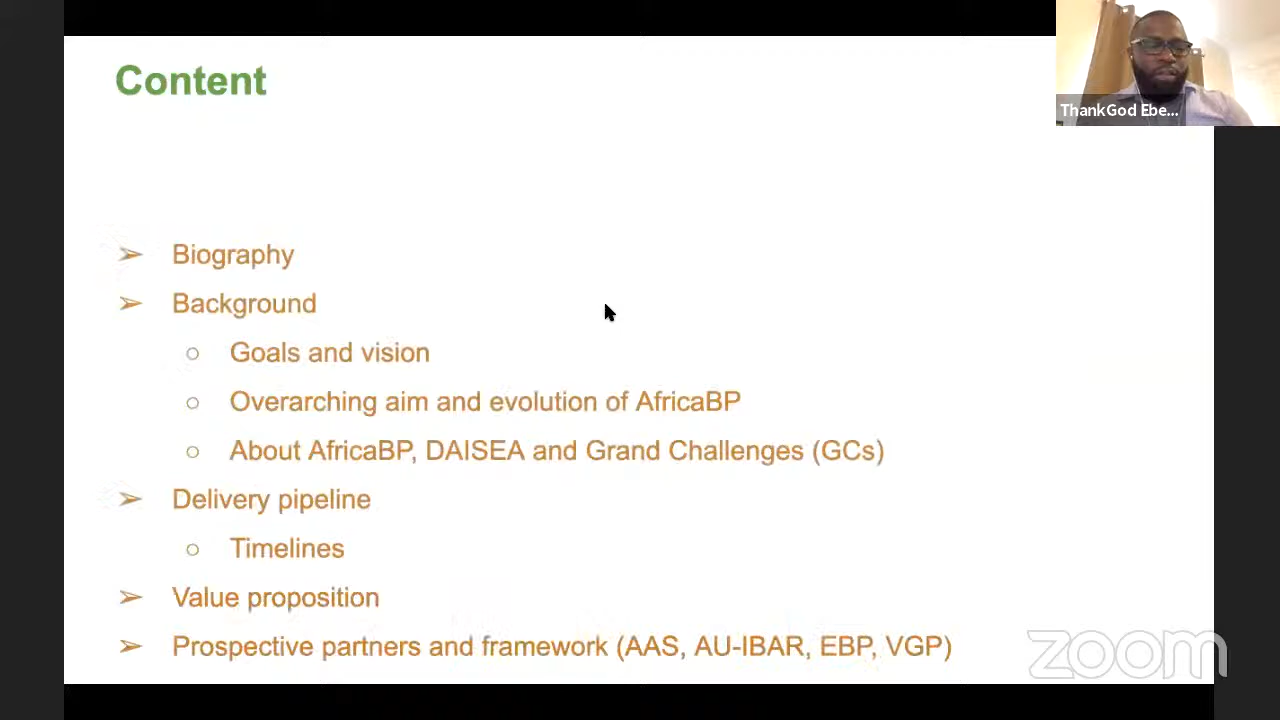 Content
ThankGod Ebe...
➢ Biography
➢ Background
○ Goals and vision
○ Overarching aim and evolution of AfricaBP
○ About AfricaBP, DAISEA and Grand Challenges (GCs)
➢ Delivery pipeline
○ Timelines
➢ Value proposition
➢ Prospective partners and framework (AAS, AU-IBAR, EBP, VGP)
zoom